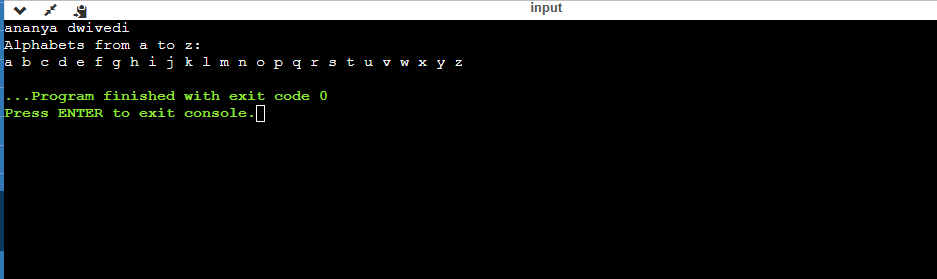 input
ananya dwivedi
Alphabets from a to z:
a b c d e f g h i j k l m n o p q r s t u v w x y z
...Program finished with exit code 0
Press ENTER to exit console.